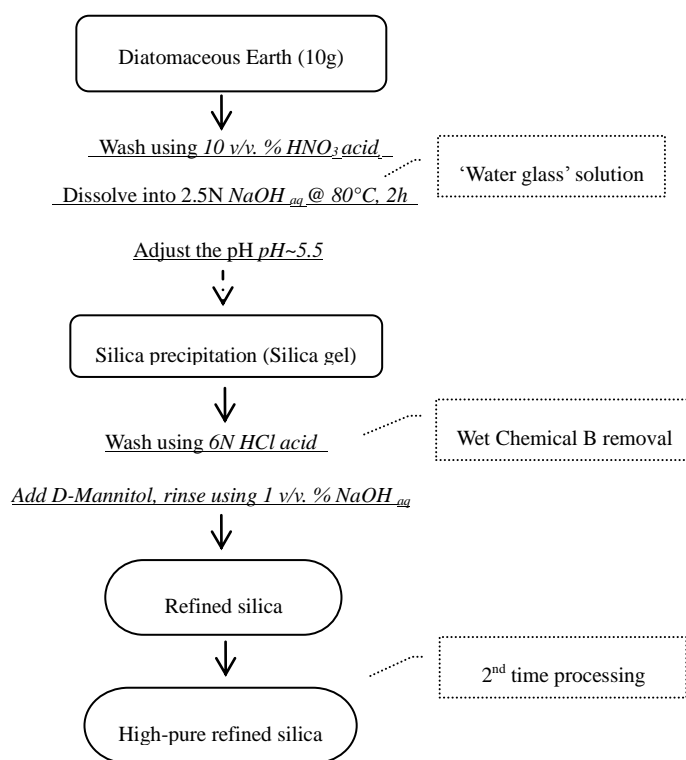 Diatomaceous Earth (10g)
Wash using 10 v/v. % HNO3 acid,
'Water glass' solution
Dissolve into 2.5N NaOH aq @ 80°C, 2h
Adjust the pH pH~5.5
Silica precipitation (Silica gel)
Wash using 6N HCl acid
Wet Chemical B removal
Add D-Mannitol, rinse using 1 v/v. % NaOH aq
Refined silica
2nd time processing
High-pure refined silica